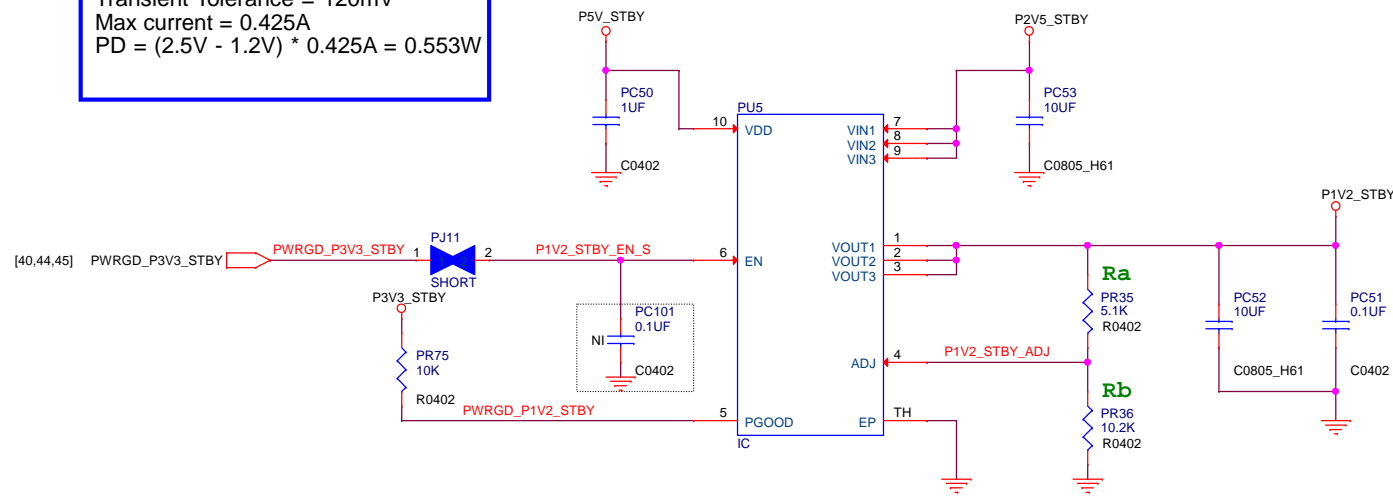 Max current = 0.425A
PD = (2.5V - 1.2V) * 0.425A = 0.553W
P5V_STBY
P2V5_STBY
PC50
1UF
C0402
PC53
10UF
C0805_H61
PU5
10
VDD
VIN1
7
VIN2
8
VIN3
9
P1V2_STBY
[40,44,45]
PWRGD_P3V3_STBY
PWRGD_P3V3_STBY
1
PJ11
2
SHORT
P1V2_STBY_EN_S
6
EN
VOUT1
1
VOUT2
2
VOUT3
3
Ra
PR35
5.1K
R0402
PC52
10UF
C0805_H61
PC51
0.1UF
C0402
P3V3_STBY
PR75
10K
R0402
NI
PC101
0.1UF
C0402
ADJ
4
P1V2_STBY_ADJ
Rb
PR36
10.2K
R0402
PWRGD_P1V2_STBY
5
PGOOD
EP
TH
IC